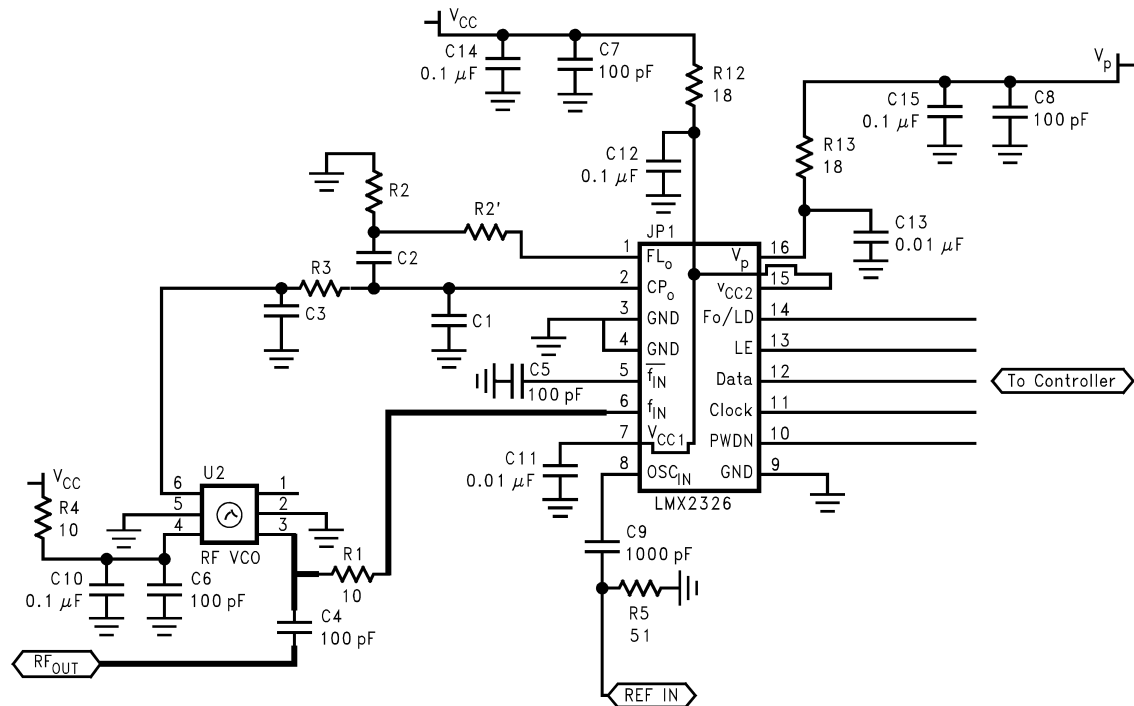 VCC
C14
0.1 µF
C7
100 pF
R12
18
Vp
C15
0.1 µF
C8
100 pF
R13
18
C12
0.1 µF
C13
0.01 µF
R2
R2'
C2
R3
C3
C1
JP1
1 FLo Vp 16
2 CPo VCC2 15
3 GND Fo/LD 14
4 GND LE 13
5 fIN Data 12
6 fIN Clock 11
7 VCC1 PWDN 10
8 OSCIN GND 9
LMX2326
To Controller
C5
100 pF
C11
0.01 µF
VCC
R4
10
U2
6 1
5 2
4 3
RF VCO
C10
0.1 µF
C6
100 pF
R1
10
C4
100 pF
C9
1000 pF
R5
51
RFOUT
REF IN